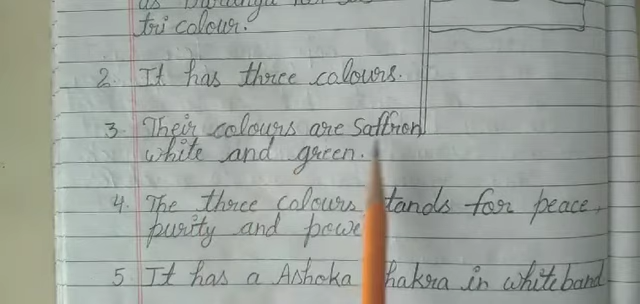 as
tri colour.
2. It has three colours.
3. Their colours are Saffron
white and green.
4. The three colours tands for peace,
purity and powe
5 It has a Ashoka hakra in white band